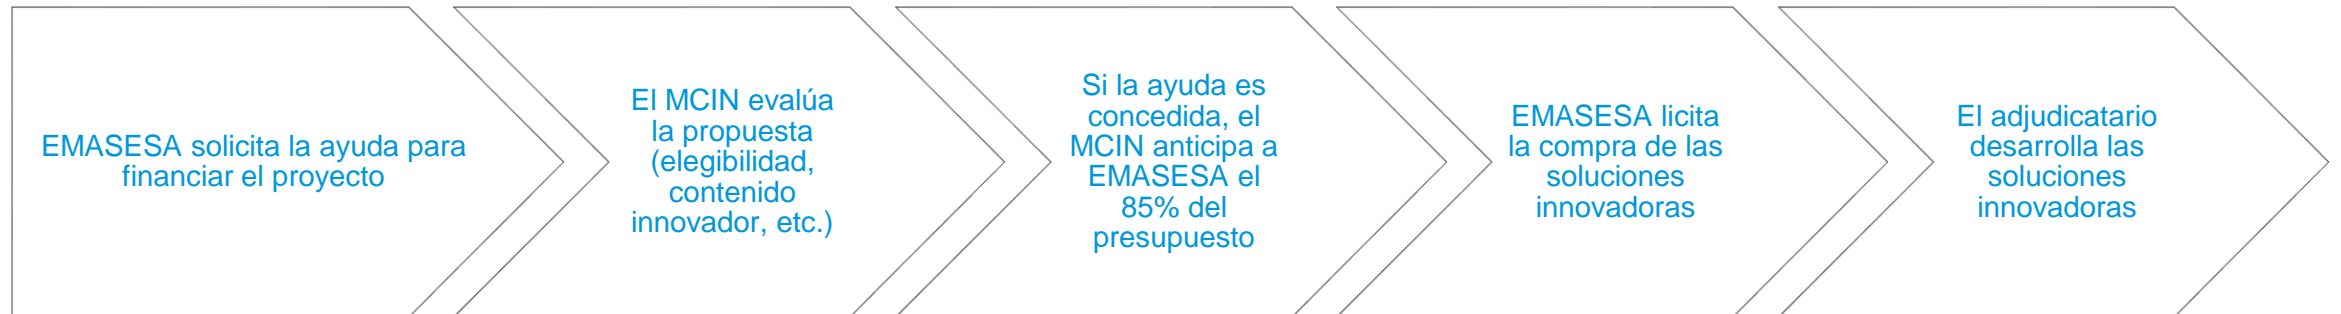 EMASESA solicita la ayuda para
financiar el proyecto
El MCIN evalúa
la propuesta
(elegibilidad,
contenido
innovador, etc.)
Si la ayuda es
concedida, el
MCIN anticipa a
EMASESA el
85% del
presupuesto
EMASESA licita
la compra de las
soluciones
innovadoras
El adjudicatario
desarrolla las
soluciones
innovadoras